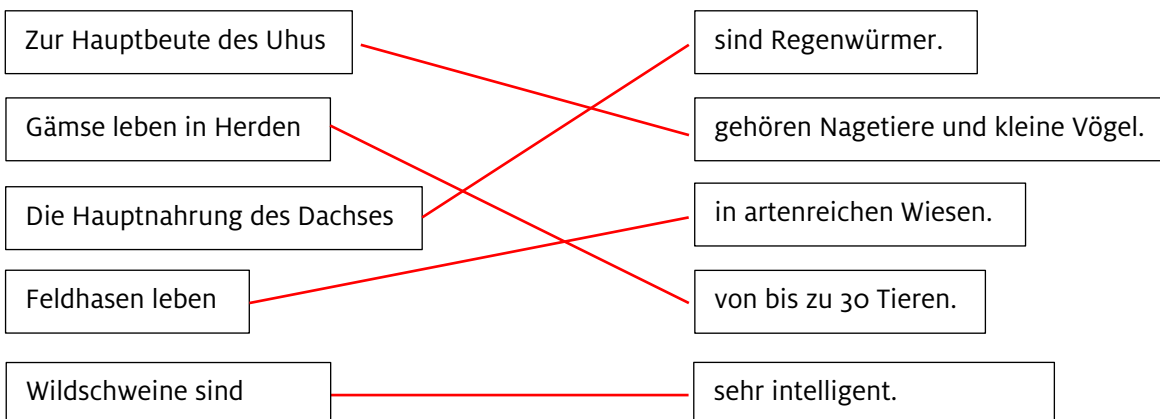 Zur Hauptbeute des Uhus
sind Regenwürmer.
Gämse leben in Herden
gehören Nagetiere und kleine Vögel.
Die Hauptnahrung des Dachses
in artenreichen Wiesen.
Feldhasen leben
von bis zu 30 Tieren.
Wildschweine sind
sehr intelligent.